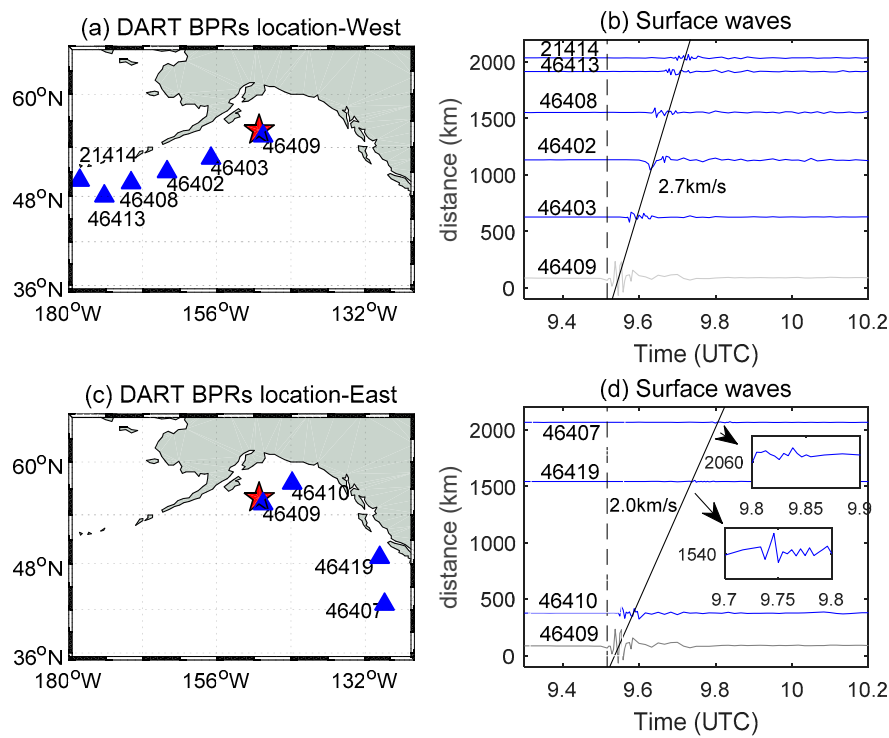 (a) DART BPRs location-West
60°N
48°N
36°N
180°W
156°W
132°W
21414
46413
46408
46402
46403
46409
(b) Surface waves
distance (km)
2000
1500
1000
500
0
21414
46413
46408
46402
46403
46409
2.7km/s
9.4
9.6
9.8
10
10.2
Time (UTC)
(c) DART BPRs location-East
60°N
48°N
36°N
180°W
156°W
132°W
46410
46409
46419
46407
(d) Surface waves
distance (km)
2000
1500
1000
500
0
46407
46419
46410
46409
2.0km/s
2060
9.8
9.85
9.9
1540
9.7
9.75
9.8
9.4
9.6
9.8
10
10.2
Time (UTC)